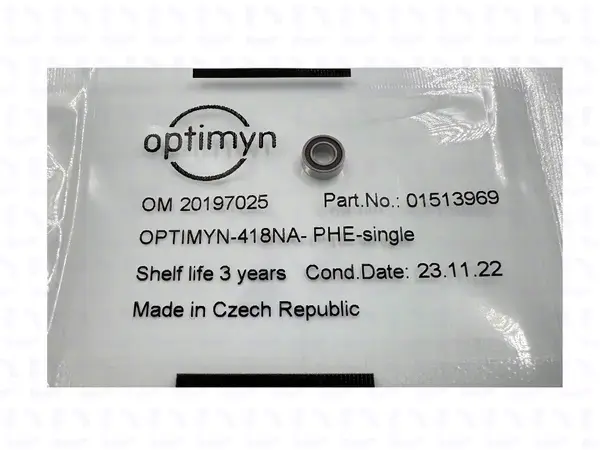 optimyn
OM 20197025 Part.No.: 01513969
OPTIMYN-418NA- PHE-single
Shelf life 3 years Cond.Date: 23.11.22
Made in Czech Republic